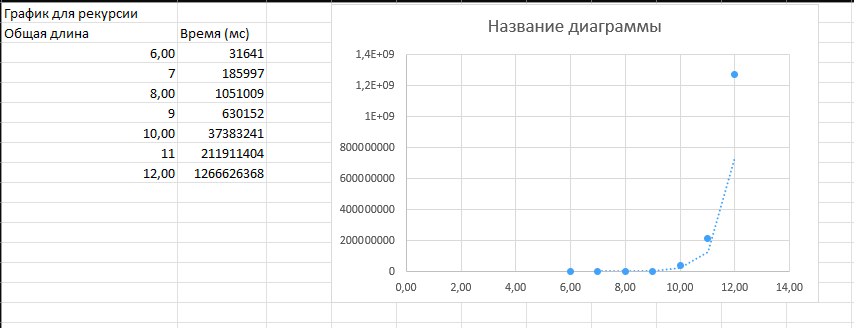 График для рекурсии
Общая длина Время (мс)
6,00 31641
7 185997
8,00 1051009
9 630152
10,00 37383241
11 211911404
12,00 1266626368
Название диаграммы
1,4E+09
1,2E+09
1E+09
800000000
600000000
400000000
200000000
0
0,00 2,00 4,00 6,00 8,00 10,00 12,00 14,00